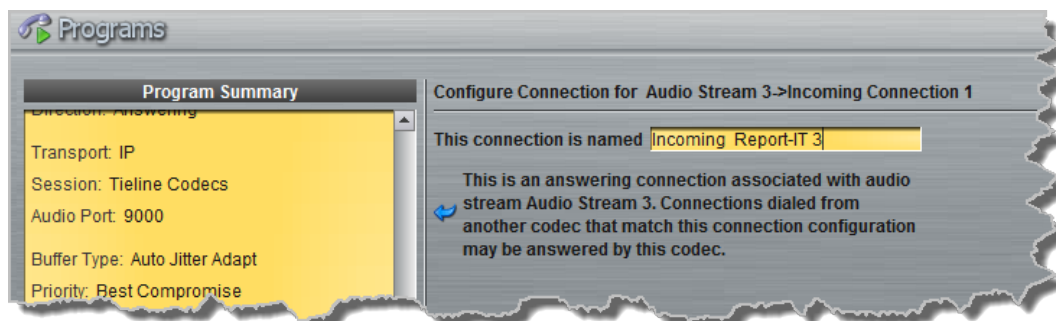 Programs
Program Summary
Direction: Answering
Transport: IP
Session: Tieline Codecs
Audio Port: 9000
Buffer Type: Auto Jitter Adapt
Priority: Best Compromise
Configure Connection for Audio Stream 3->Incoming Connection 1
This connection is named Incoming Report-IT 3
This is an answering connection associated with audio
stream Audio Stream 3. Connections dialed from
another codec that match this connection configuration
may be answered by this codec.